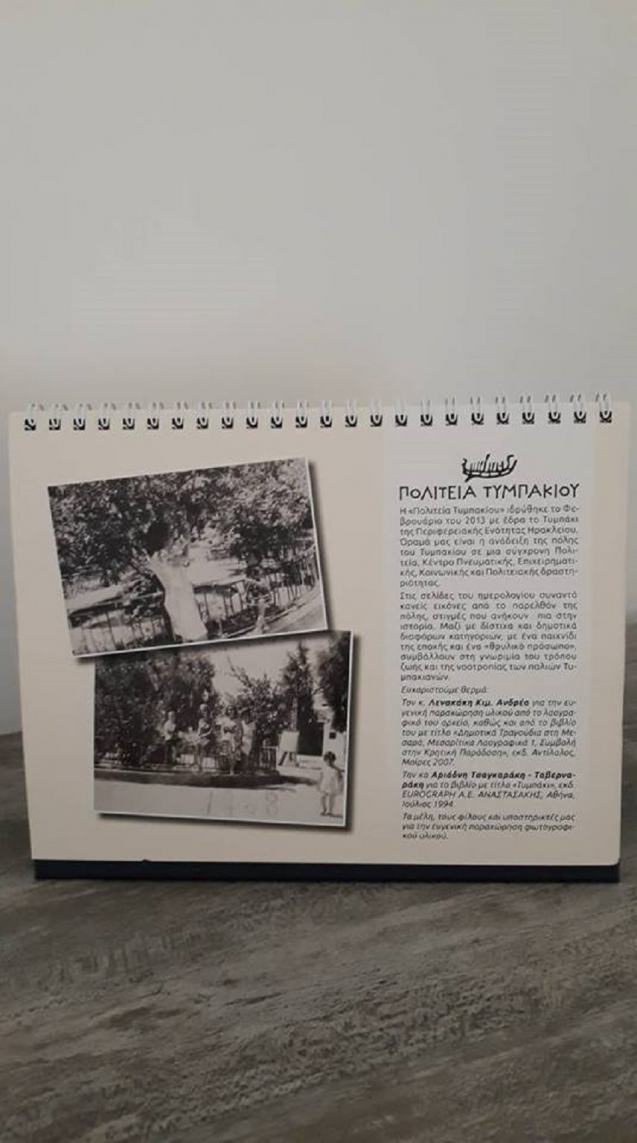 ΠΟΛΙΤΕΙΑ ΤΥΜΠΑΚΙΟΥ
Η «Πολιτεία Τυμπακίου» ιδρύθηκε το Φε-
βρουάριο του 2013 με έδρα το Τυμπάκι
της Περιφερειακής Ενότητας Ηρακλείου.
Όραμά μας είναι η ανάδειξη της πόλης
του Τυμπακίου σε μια σύγχρονη Πολι-
τεία, Κέντρο Πνευματικής, Επιχειρηματι-
κής, Κοινωνικής και Πολιτειακής δραστη-
ριότητας.
Στις σελίδες του ημερολογίου συναντά
κανείς εικόνες από το παρελθόν της
πόλης, στιγμές που ανήκουν πια στην
ιστορία. Μαζί με δίστιχα και δημοτικά
διαφόρων κατηγοριών, με ένα παιχνίδι
της εποχής και ένα «θρυλικό πρόσωπο»,
συμβάλλουν στη γνωριμία του τρόπου
ζωής και της νοοτροπίας των παλιών Τυ-
μπακιανών.
Ευχαριστούμε θερμά:
Τον κ. Λενακάκη Κιμ. Ανδρέα για την ευ-
γενική παραχώρηση υλικού από το λαογρα-
φικό του αρχείο, καθώς και από το βιβλίο
του με τίτλο «Δημοτικά Τραγούδια στη Με-
σαρά, Μεσαρίτικα Λαογραφικά 1, Συμβολή
στην Κρητική Παράδοση», εκδ. Αντίλαλος,
Μοίρες 2007.
Την κα Αριάδνη Τσαγκαράκη - Ταβερνα-
ράκη για το βιβλίο με τίτλο «Τυμπάκι», εκδ.
EUROGRAPH A.E. ΑΝΑΣΤΑΣΑΚΗΣ, Αθήνα,
Ιούλιος 1994.
Τα μέλη, τους φίλους και υποστηρικτές μας
για την ευγενική παραχώρηση φωτογραφι-
κού υλικού.